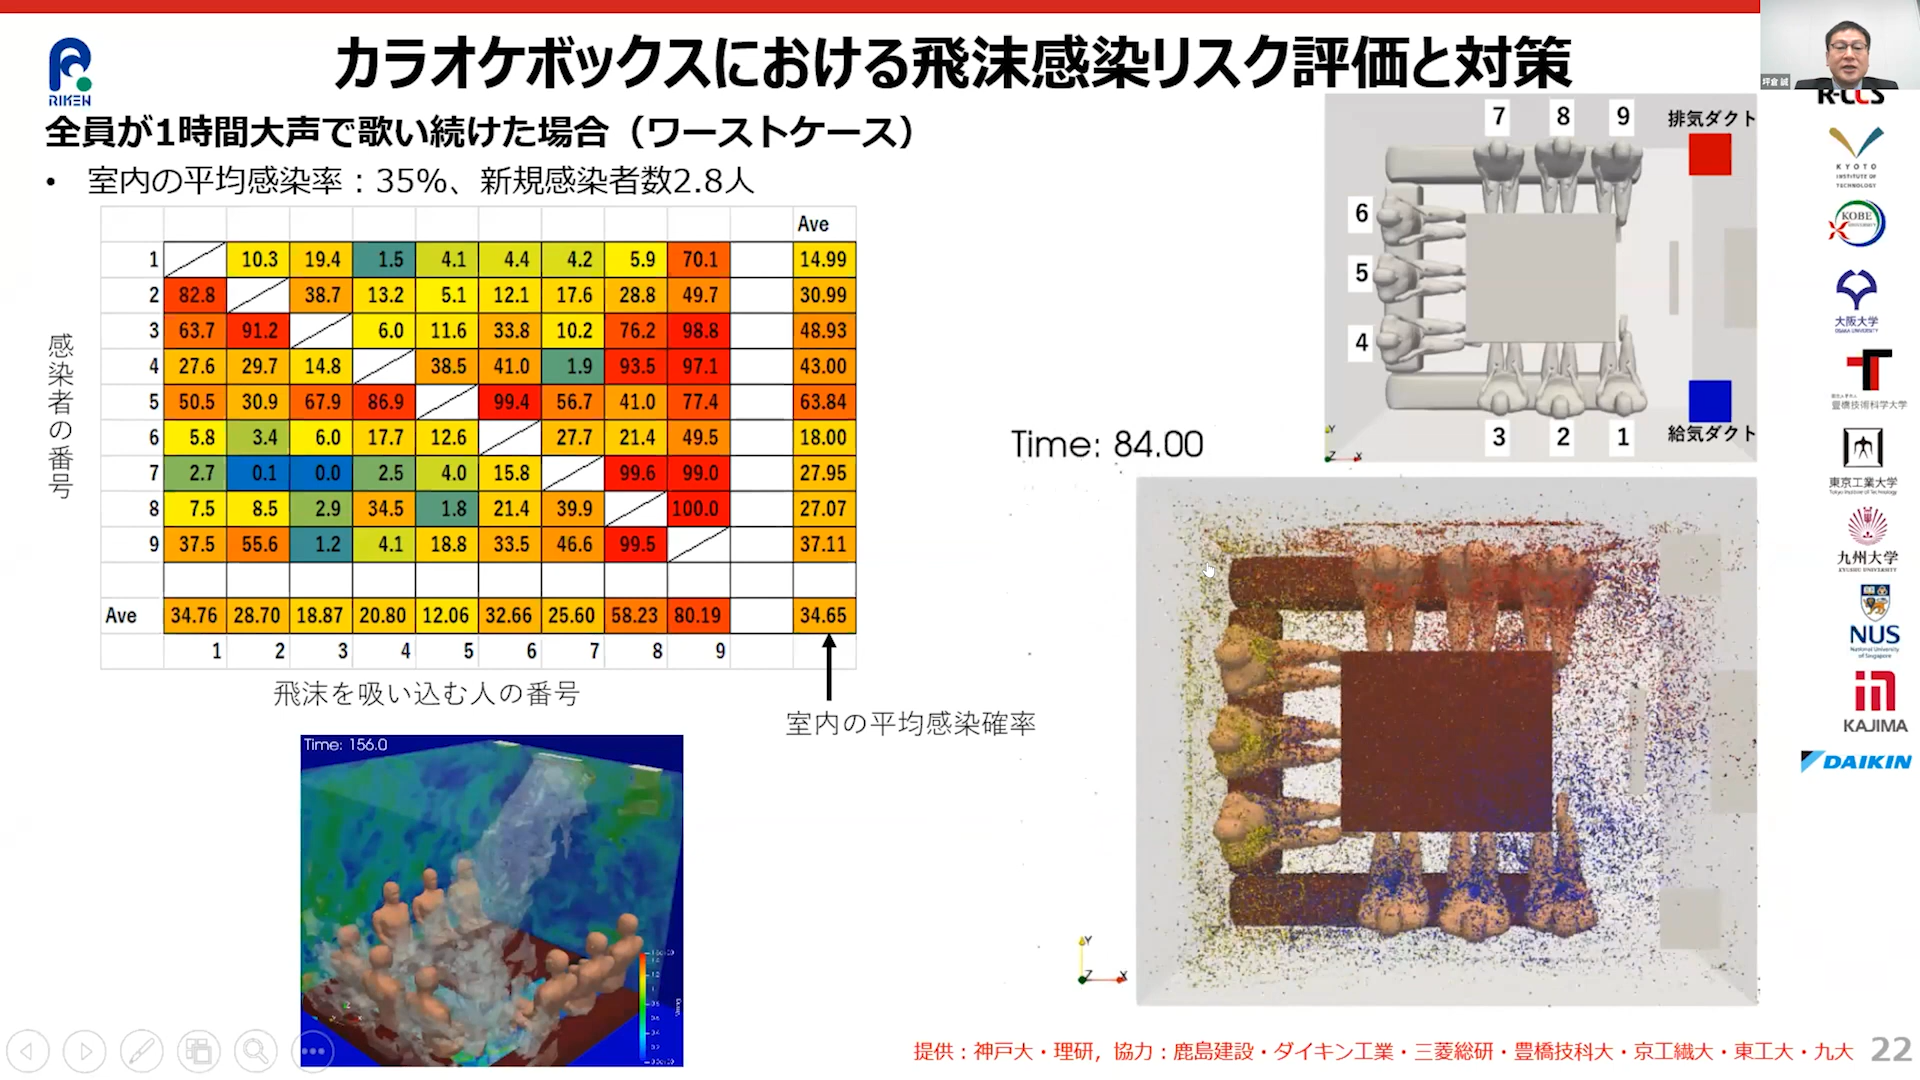 カラオケボックスにおける飛沫感染リスク評価と対策
RIKEN
全員が1時間大声で歌い続けた場合（ワーストケース）
• 室内の平均感染率：35%、新規感染者数2.8人
Ave
1 10.3 19.4 1.5 4.1 4.4 4.2 5.9 70.1 14.99
2 82.8 38.7 13.2 5.1 12.1 17.6 28.8 49.7 30.99
3 63.7 91.2 6.0 11.6 33.8 10.2 76.2 98.8 48.93
4 27.6 29.7 14.8 38.5 41.0 1.9 93.5 97.1 43.00
5 50.5 30.9 67.9 86.9 99.4 56.7 41.0 77.4 63.84
6 5.8 3.4 6.0 17.7 12.6 27.7 21.4 49.5 18.00
7 2.7 0.1 0.0 2.5 4.0 15.8 99.6 99.0 27.95
8 7.5 8.5 2.9 34.5 1.8 21.4 39.9 100.0 27.07
9 37.5 55.6 1.2 4.1 18.8 33.5 46.6 99.5 37.11
Ave 34.76 28.70 18.87 20.80 12.06 32.66 25.60 58.23 80.19 34.65
1 2 3 4 5 6 7 8 9
感染者の番号
飛沫を吸い込む人の番号
室内の平均感染確率
Time: 156.0
7 8 9 排気ダクト
6
5
4
3 2 1 給気ダクト
Y
Z X
Time: 84.00
Y
Z X
坪倉 誠
R-CCS
KYOTO
INSTITUTE OF
TECHNOLOGY
KOBE
UNIVERSITY
大阪大学
OSAKA UNIVERSITY
豊橋技術科学大学
東京工業大学
Tokyo Institute of Technology
九州大学
KYUSHU UNIVERSITY
NUS
National University
of Singapore
KAJIMA
DAIKIN
提供：神戸大・理研，協力：鹿島建設・ダイキン工業・三菱総研・豊橋技科大・京工繊大・東工大・九大
22